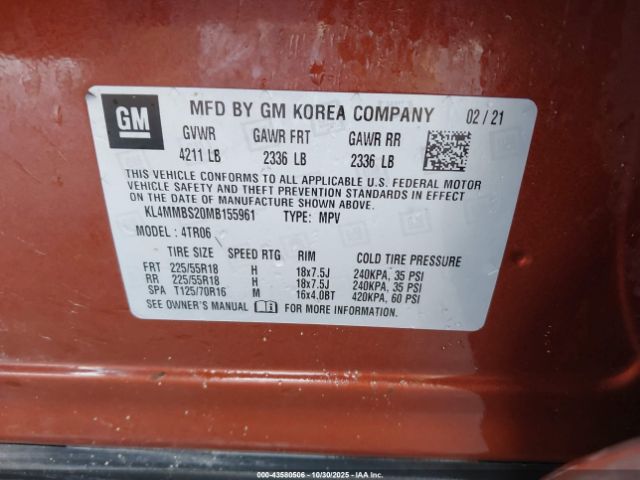 GM
MFD BY GM KOREA COMPANY 02 / 21
GVWR GAWR FRT GAWR RR
4211 LB 2336 LB 2336 LB
THIS VEHICLE CONFORMS TO ALL APPLICABLE U.S. FEDERAL MOTOR
VEHICLE SAFETY AND THEFT PREVENTION STANDARDS IN EFFECT
ON THE DATE OF MANUFACTURE SHOWN ABOVE.
KL4MMBS20MB155961 TYPE: MPV
MODEL : 4TR06
TIRE SIZE SPEED RTG RIM COLD TIRE PRESSURE
FRT 225/55R18 H 18x7.5J 240KPA, 35 PSI
RR 225/55R18 H 18x7.5J 240KPA, 35 PSI
SPA T125/70R16 M 16x4.0BT 420KPA, 60 PSI
SEE OWNER'S MANUAL FOR MORE INFORMATION
000-43580506 - 10/30/2025 - IAAI.com